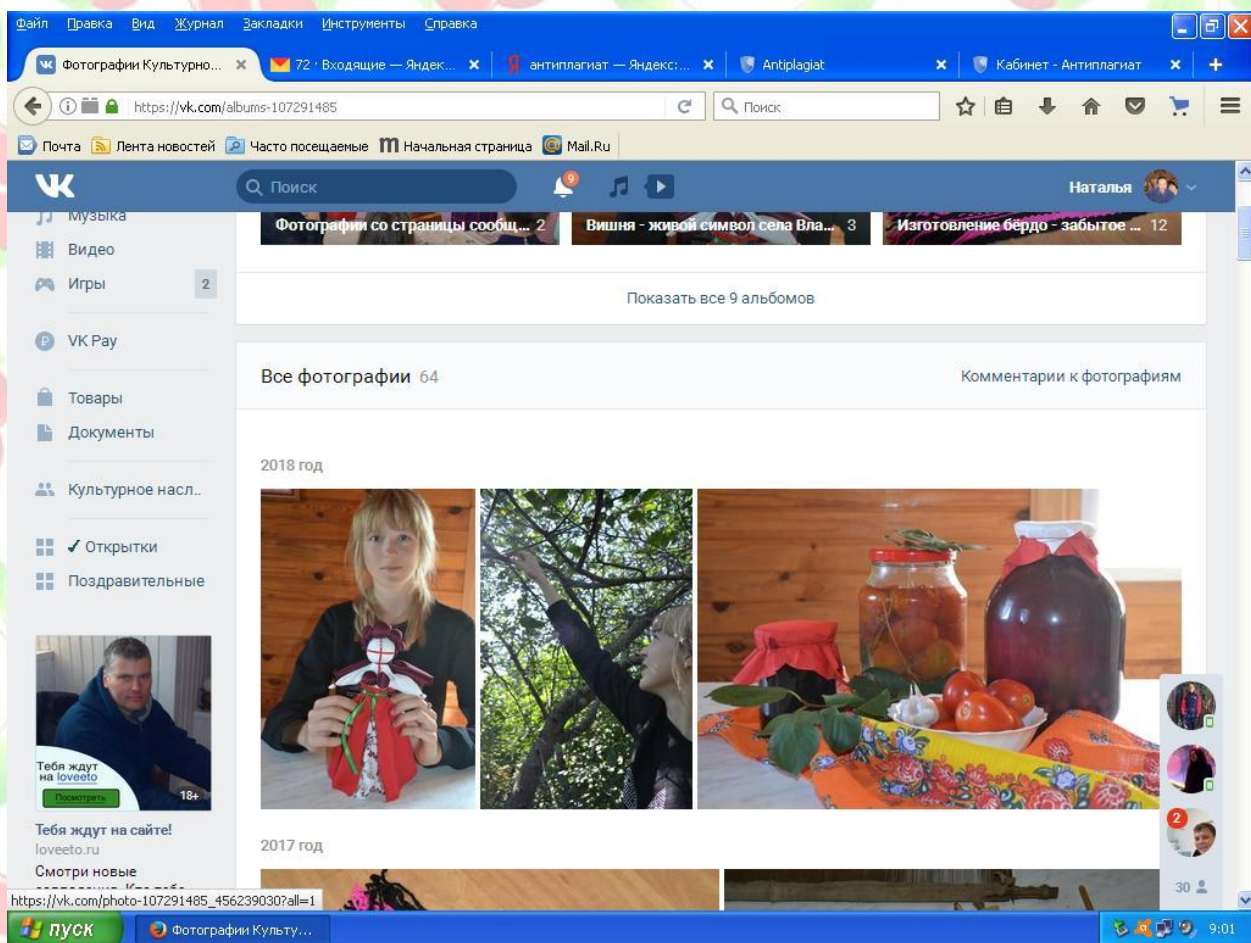 Файл Правка Вид Журнал Закладки Инструменты Справка
Фотографии Культурно... 72 · Входящие — Яндек... антиплагиат — Яндекс:... Antiplagiat Кабинет - Антиплагиат
https://vk.com/albums-107291485 Поиск
Почта Лента новостей Часто посещаемые Начальная страница Mail.Ru
Поиск 9 Наталья
Музыка
Фотографии со страницы сообщ... 2 Вишня - живой символ села Вла... 3 Изготовление бёрдо - забытое ... 12
Видео
Игры 2
Показать все 9 альбомов
VK Pay
Все фотографии 64 Комментарии к фотографиям
Товары
Документы
2018 год
Культурное насл..
✓ Открытки
Поздравительные
Тебя ждут
на loveeto
Посмотреть 18+
2
Тебя ждут на сайте!
loveeto.ru
2017 год
Смотри новые
30
https://vk.com/photo-107291485_456239030?all=1
пуск Фотографии Культу... 9:01